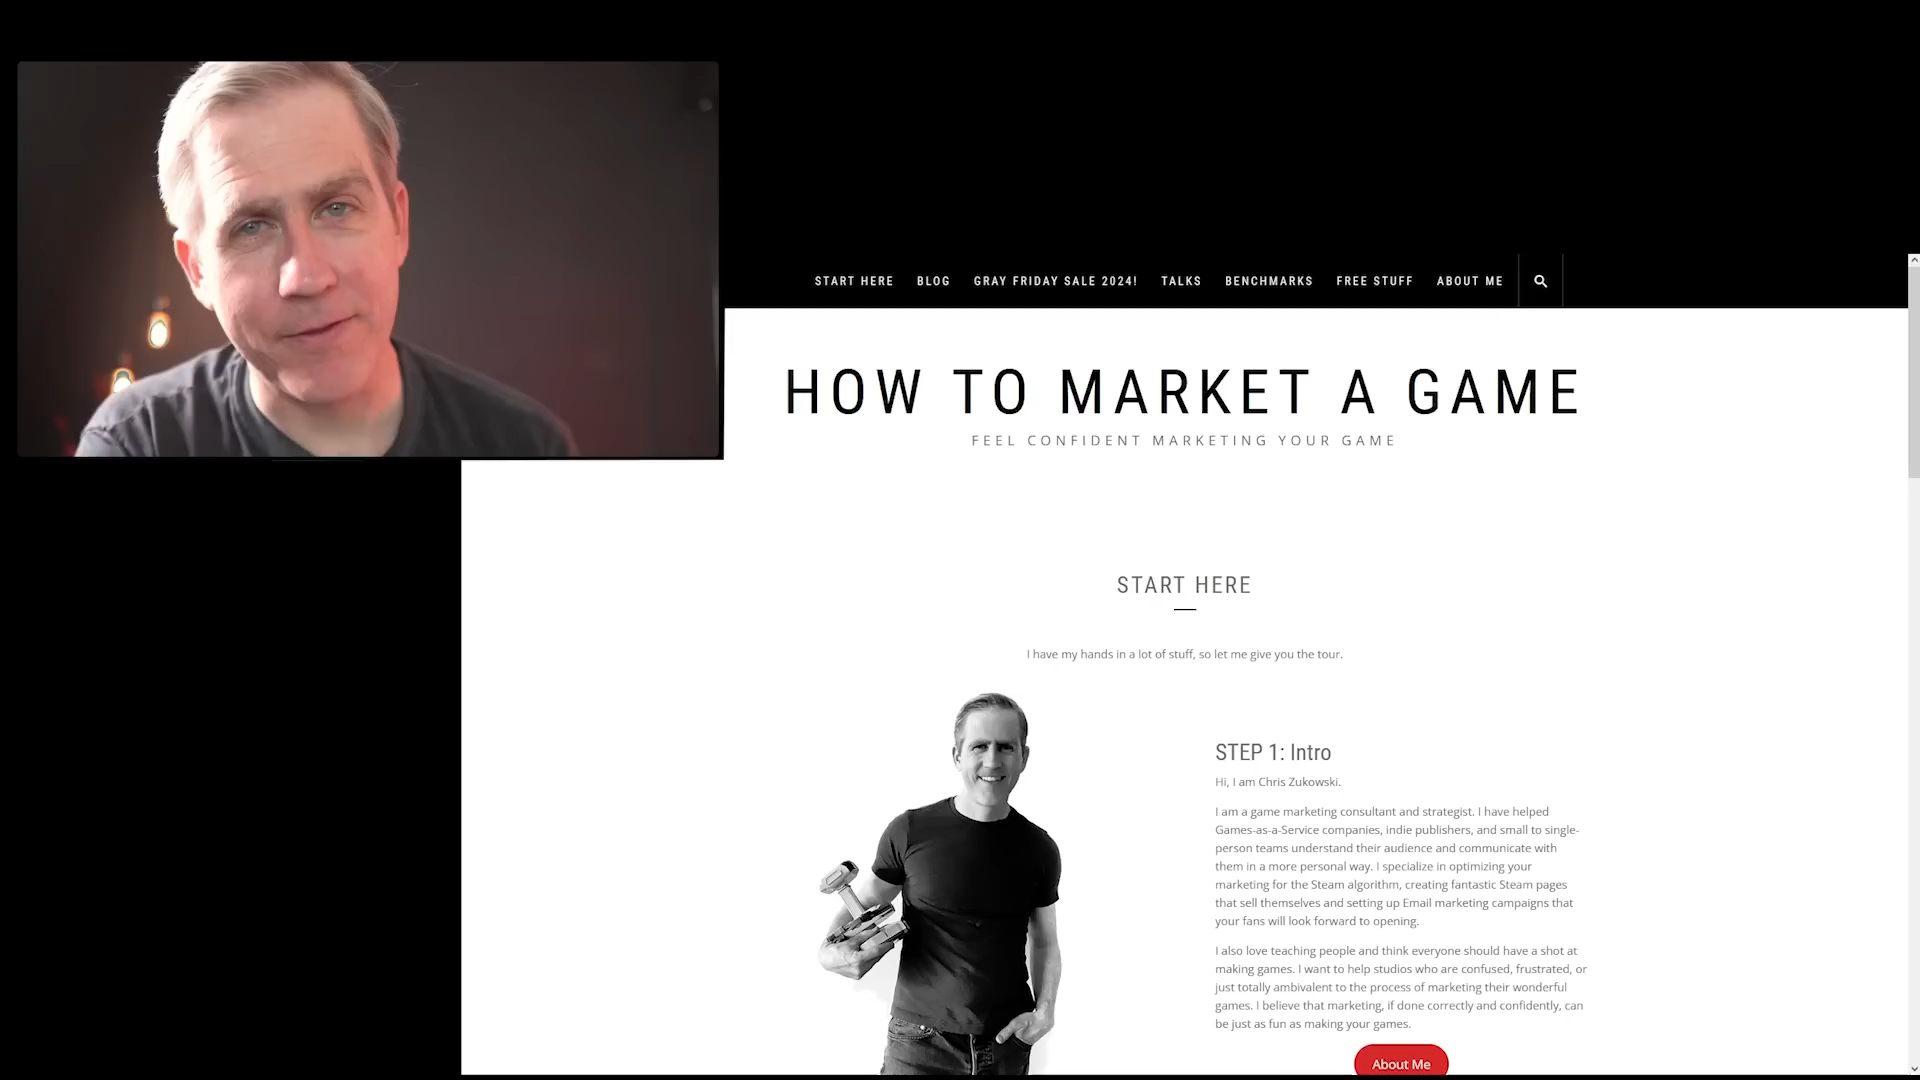 START HERE BLOG GRAY FRIDAY SALE 2024! TALKS BENCHMARKS FREE STUFF ABOUT ME
HOW TO MARKET A GAME
FEEL CONFIDENT MARKETING YOUR GAME
START HERE
I have my hands in a lot of stuff, so let me give you the tour.
STEP 1: Intro
Hi, I am Chris Zukowski.
I am a game marketing consultant and strategist. I have helped
Games-as-a-Service companies, indie publishers, and small to single-
person teams understand their audience and communicate with
them in a more personal way. I specialize in optimizing your
marketing for the Steam algorithm, creating fantastic Steam pages
that sell themselves and setting up Email marketing campaigns that
your fans will look forward to opening.
I also love teaching people and think everyone should have a shot at
making games. I want to help studios who are confused, frustrated, or
just totally ambivalent to the process of marketing their wonderful
games. I believe that marketing, if done correctly and confidently, can
be just as fun as making your games.
About Me